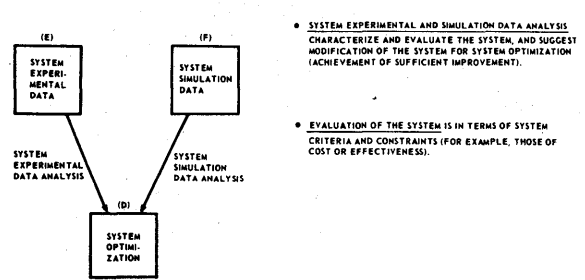 (E)
(F)
SYSTEM
EXPERI-
MENTAL
DATA
SYSTEM
SIMULATION
DATA
SYSTEM
EXPERIMENTAL
DATA ANALYSIS
SYSTEM
SIMULATION
DATA ANALYSIS
(D)
SYSTEM
OPTIMI-
ZATION
• SYSTEM EXPERIMENTAL AND SIMULATION DATA ANALYSIS
CHARACTERIZE AND EVALUATE THE SYSTEM, AND SUGGEST
MODIFICATION OF THE SYSTEM FOR SYSTEM OPTIMIZATION
(ACHIEVEMENT OF SUFFICIENT IMPROVEMENT).
• EVALUATION OF THE SYSTEM IS IN TERMS OF SYSTEM
CRITERIA AND CONSTRAINTS (FOR EXAMPLE, THOSE OF
COST OR EFFECTIVENESS).